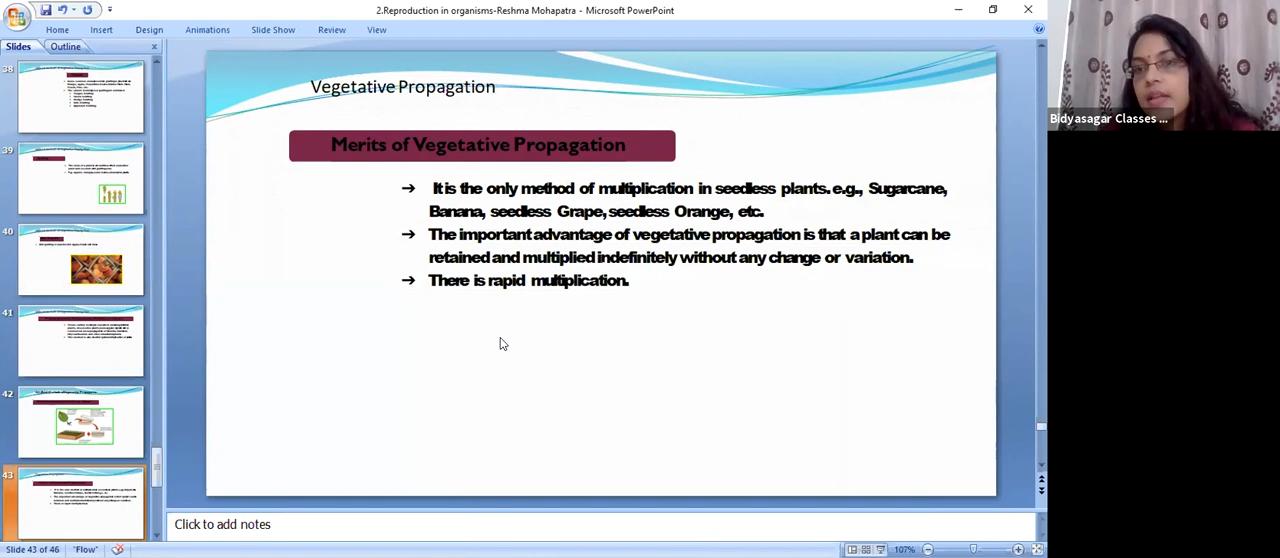 2.Reproduction in organisms-Reshma Mohapatra - Microsoft PowerPoint
Home Insert Design Animations Slide Show Review View
Slides Outline
38
39
40
41
42
43
Vegetative Propagation
Merits of Vegetative Propagation
➔ It is the only method of multiplication in seedless plants. e.g., Sugarcane,
Banana, seedless Grape, seedless Orange, etc.
➔ The important advantage of vegetative propagation is that a plant can be
retained and multiplied indefinitely without any change or variation.
➔ There is rapid multiplication.
Click to add notes
Slide 43 of 46 "Flow" 107%
Bidyasagar Classes ...